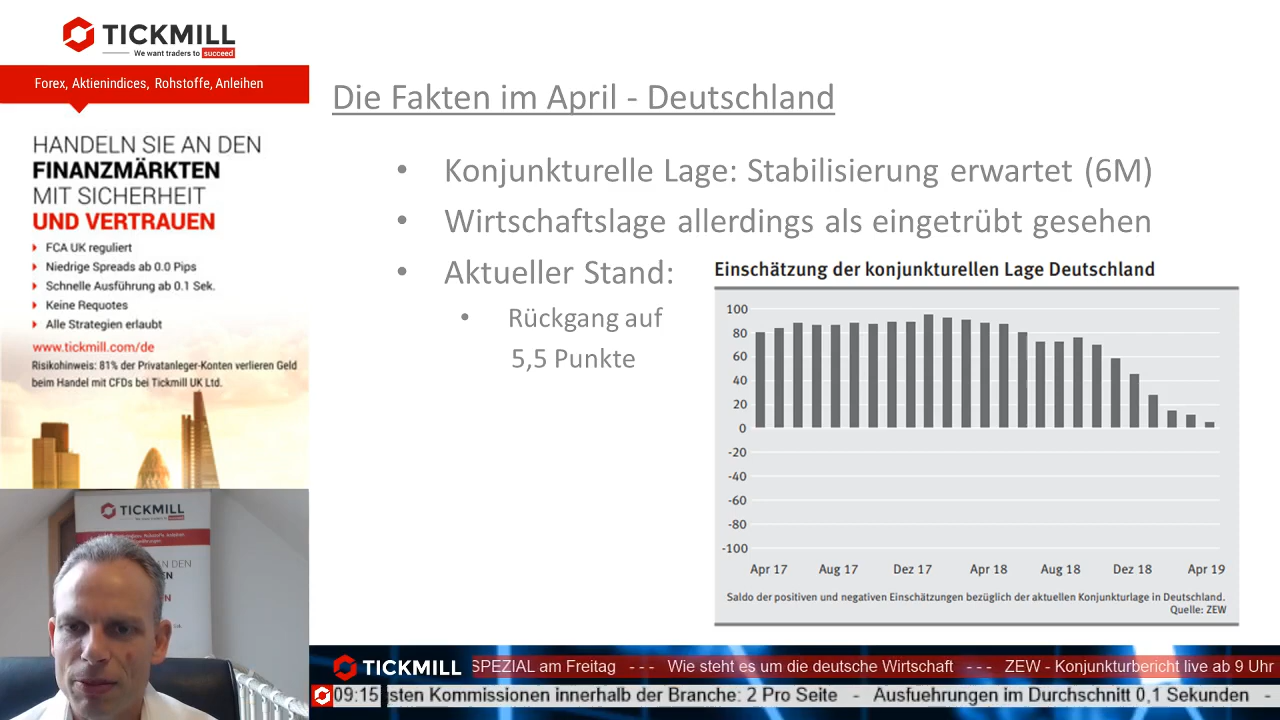 TICKMILL
We want traders to succeed
Forex, Aktienindices, Rohstoffe, Anleihen
HANDELN SIE AN DEN
FINANZMÄRKTEN
MIT SICHERHEIT
UND VERTRAUEN
FCA UK reguliert
Niedrige Spreads ab 0.0 Pips
Schnelle Ausführung ab 0.1 Sek.
Keine Requotes
Alle Strategien erlaubt
www.tickmill.com/de
Risikohinweis: 81% der Privatanleger-Konten verlieren Geld
beim Handel mit CFDs bei Tickmill UK Ltd.
TICKMILL
Die Fakten im April - Deutschland
• Konjunkturelle Lage: Stabilisierung erwartet (6M)
• Wirtschaftslage allerdings als eingetrübt gesehen
• Aktueller Stand:
• Rückgang auf
5,5 Punkte
Einschätzung der konjunkturellen Lage Deutschland
100
80
60
40
20
0
-20
-40
-60
-80
-100
Apr 17 Aug 17 Dez 17 Apr 18 Aug 18 Dez 18 Apr 19
Saldo der positiven und negativen Einschätzungen bezüglich der aktuellen Konjunkturlage in Deutschland.
Quelle: ZEW
TICKMILL SPEZIAL am Freitag - - - Wie steht es um die deutsche Wirtschaft - - - ZEW - Konjunkturbericht live ab 9 Uhr
09:15 sten Kommissionen innerhalb der Branche: 2 Pro Seite - Ausfuehrungen im Durchschnitt 0,1 Sekunden -